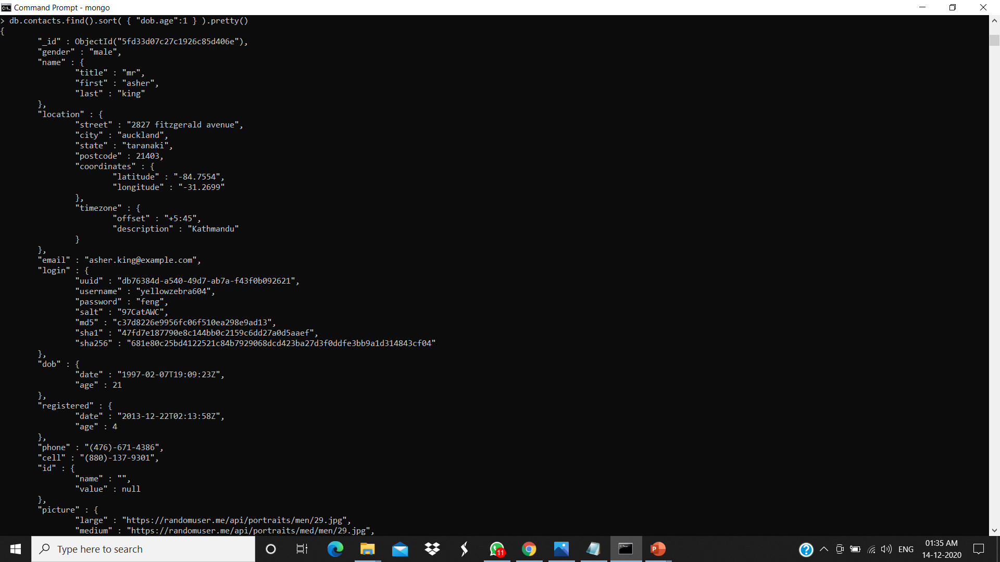 Command Prompt - mongo
> db.contacts.find().sort( { "dob.age":1 } ).pretty()
{
"_id" : ObjectId("5fd33d07c27c1926c85d406e"),
"gender" : "male",
"name" : {
"title" : "mr",
"first" : "asher",
"last" : "king"
},
"location" : {
"street" : "2827 fitzgerald avenue",
"city" : "auckland",
"state" : "taranaki",
"postcode" : 21403,
"coordinates" : {
"latitude" : "-84.7554",
"longitude" : "-31.2699"
},
"timezone" : {
"offset" : "+5:45",
"description" : "Kathmandu"
}
},
"email" : "asher.king@example.com",
"login" : {
"uuid" : "db76384d-a540-49d7-ab7a-f43f0b092621",
"username" : "yellowzebra604",
"password" : "feng",
"salt" : "97CatAWC",
"md5" : "c37d8226e9956fc06f510ea298e9ad13",
"sha1" : "47fd7e187790e8c144bb0c2159c6dd27a0d5aaef",
"sha256" : "681e80c25bd4122521c84b7929068dcd423ba27d3f0ddfe3bb9a1d314843cf04"
},
"dob" : {
"date" : "1997-02-07T19:09:23Z",
"age" : 21
},
"registered" : {
"date" : "2013-12-22T02:13:58Z",
"age" : 4
},
"phone" : "(476)-671-4386",
"cell" : "(880)-137-9301",
"id" : {
"name" : "",
"value" : null
},
"picture" : {
"large" : "https://randomuser.me/api/portraits/men/29.jpg",
"medium" : "https://randomuser.me/api/portraits/med/men/29.jpg",
Type here to search
11
ENG
01:35 AM
14-12-2020